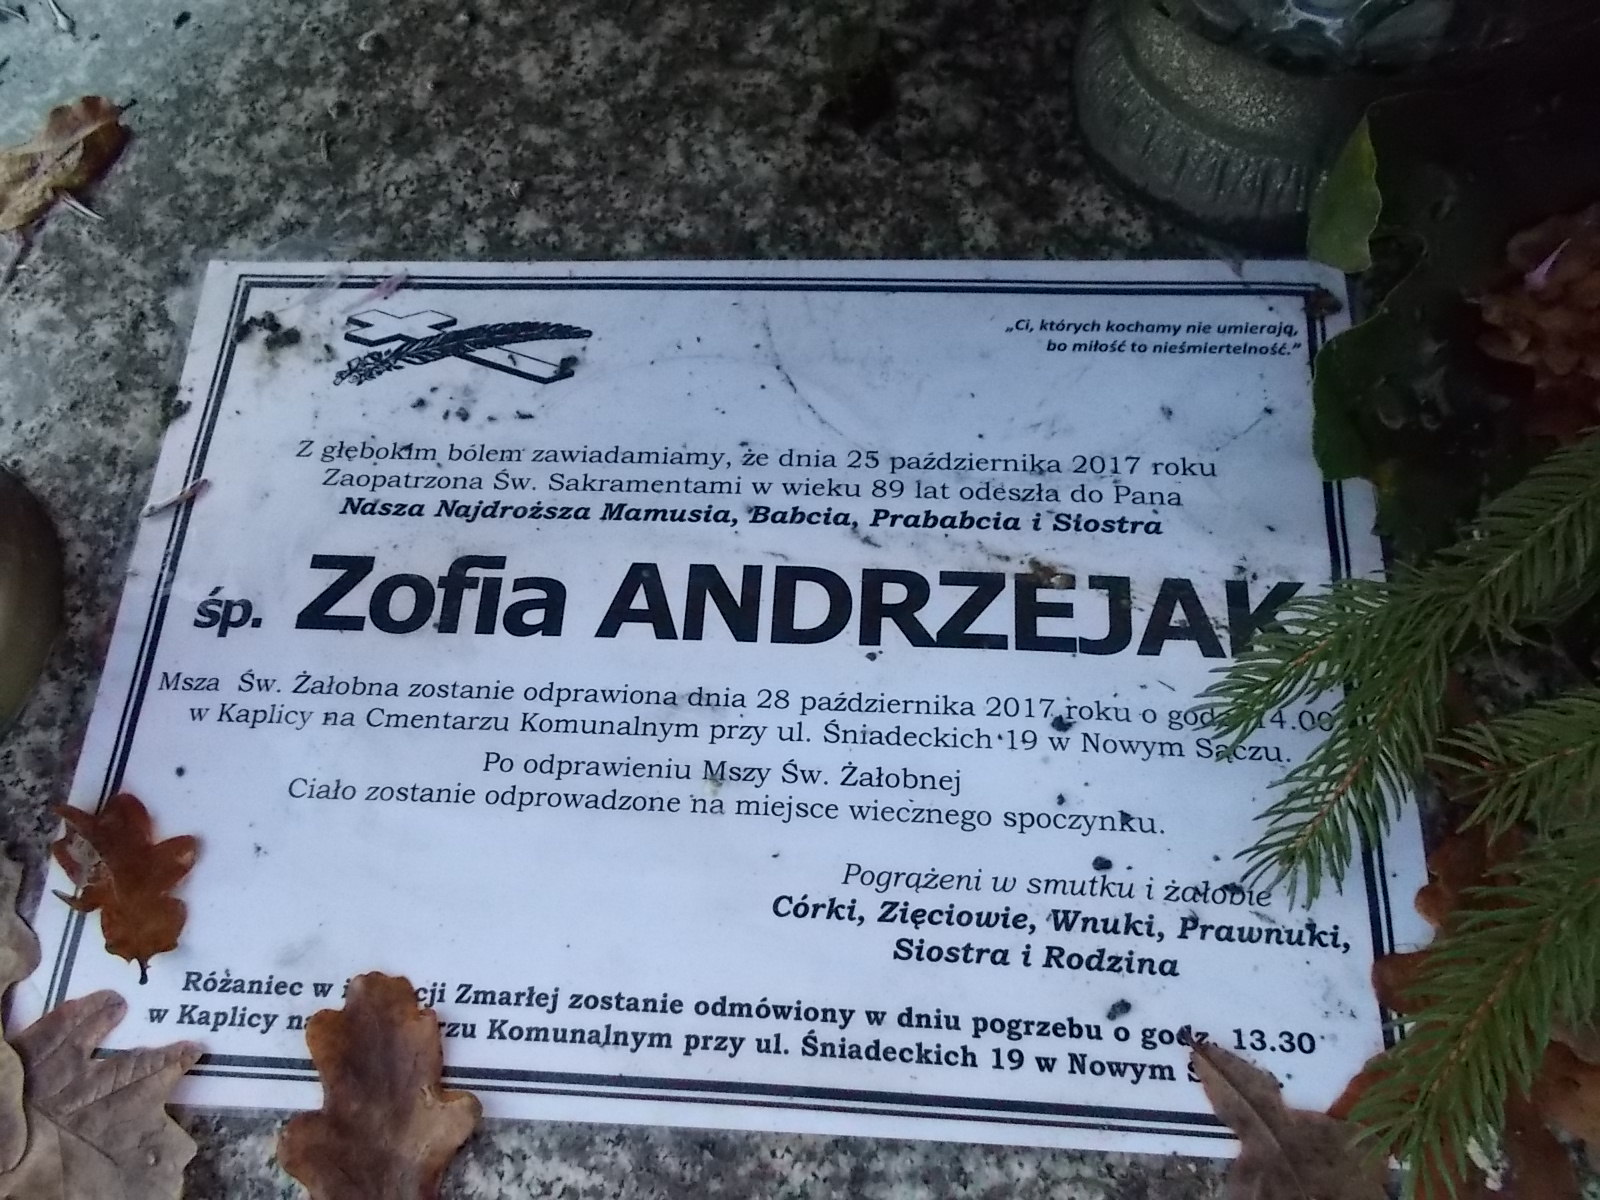 „Ci, których kochamy nie umierają,
bo miłość to nieśmiertelność.”
Z głębokim bólem zawiadamiamy, że dnia 25 października 2017 roku
Zaopatrzona Św. Sakramentami w wieku 89 lat odeszła do Pana
Nasza Najdroższa Mamusia, Babcia, Prababcia i Siostra
śp. Zofia ANDRZEJAK
Msza Św. Żałobna zostanie odprawiona dnia 28 października 2017 roku o godz. 14.00
w Kaplicy na Cmentarzu Komunalnym przy ul. Śniadeckich 19 w Nowym Sączu.
Po odprawieniu Mszy Św. Żałobnej
Ciało zostanie odprowadzone na miejsce wiecznego spoczynku.
Pogrążeni w smutku i żałobie
Córki, Zięciowie, Wnuki, Prawnuki,
Siostra i Rodzina
Różaniec w Zmarłej zostanie odmówiony w dniu pogrzebu o godz. 13.30
w Kaplicy na Komunalnym przy ul. Śniadeckich 19 w Nowym